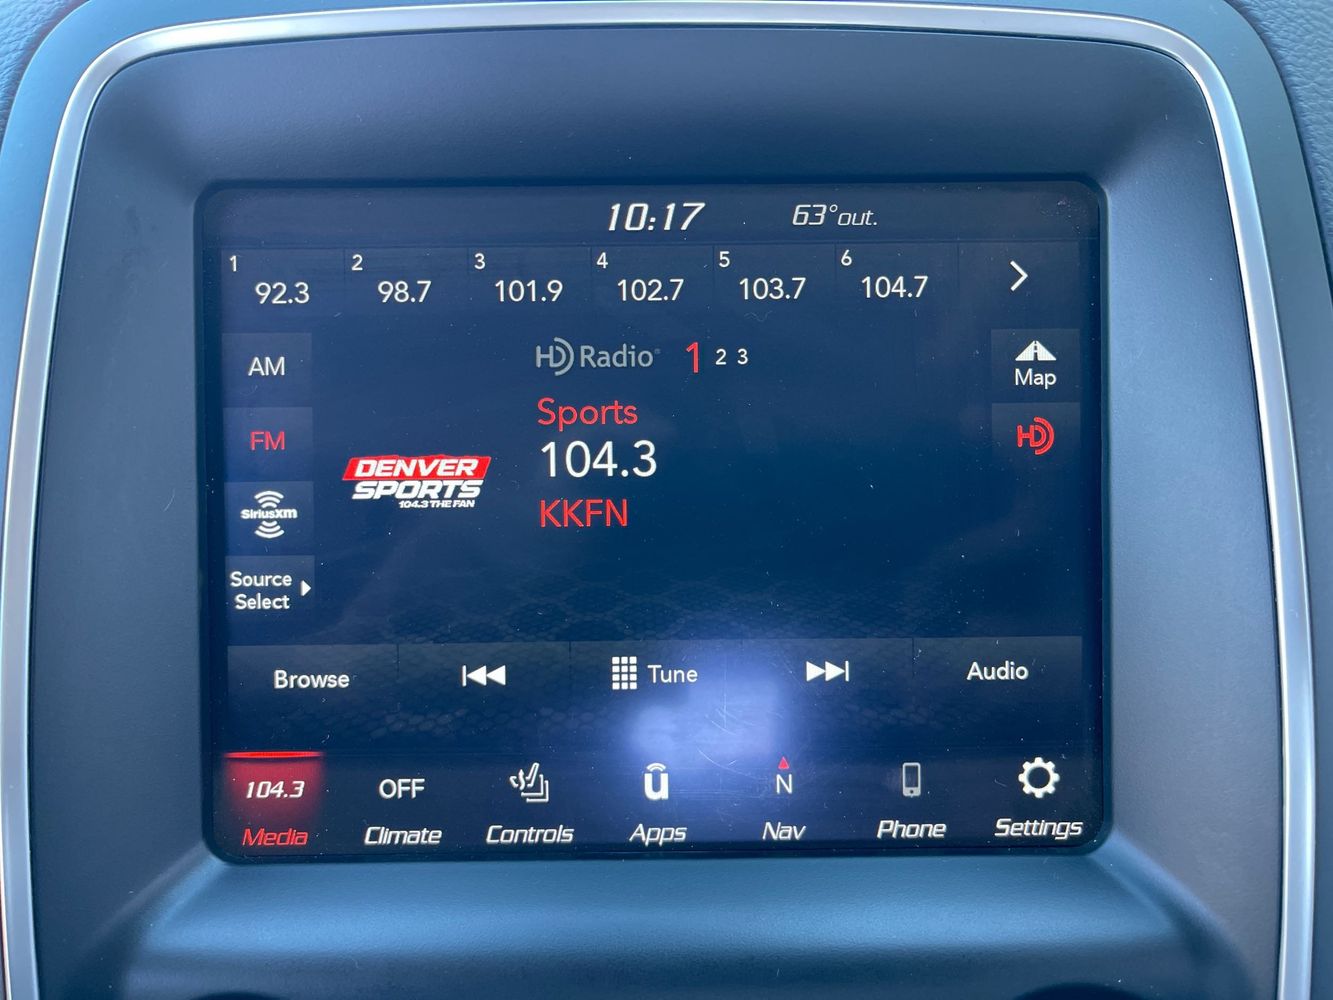 10:17 63°out.
1 2 3 4 5 6
92.3 98.7 101.9 102.7 103.7 104.7
AM HD Radio® 1 2 3 Map
Sports
FM HD
104.3
DENVER
SPORTS
104.3 THE FAN
KKFN
SiriusXM
Source
Select
Browse Tune Audio
104.3 OFF ū N
Media Climate Controls Apps Nav Phone Settings